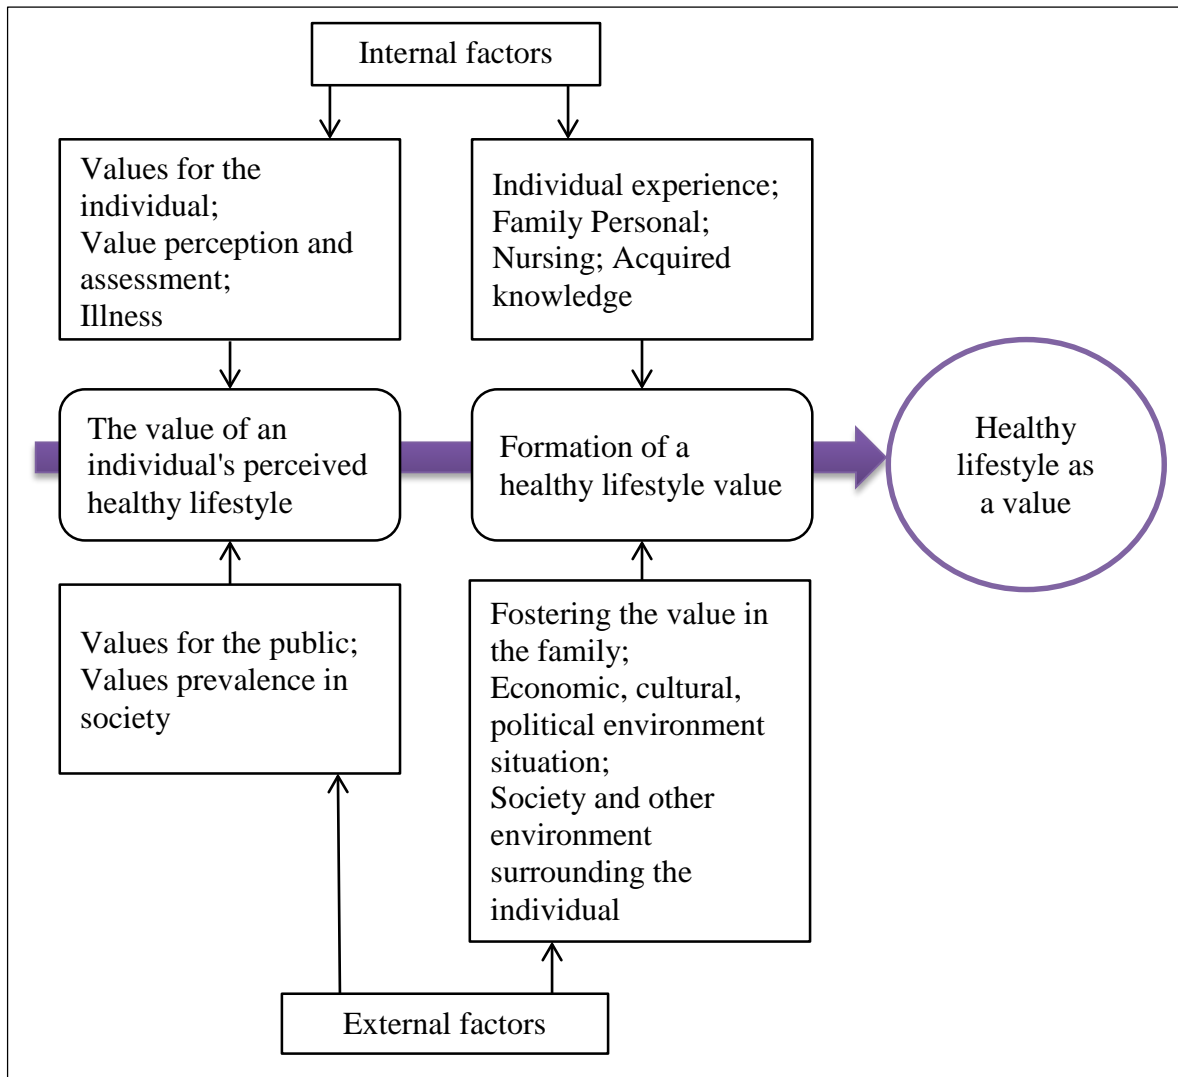 Internal factors
Values for the
individual;
Value perception and
assessment;
Illness
Individual experience;
Family Personal;
Nursing; Acquired
knowledge
The value of an
individual's perceived
healthy lifestyle
Formation of a
healthy lifestyle value
Healthy
lifestyle as
a value
Values for the public;
Values prevalence in
society
Fostering the value in
the family;
Economic, cultural,
political environment
situation;
Society and other
environment
surrounding the
individual
External factors